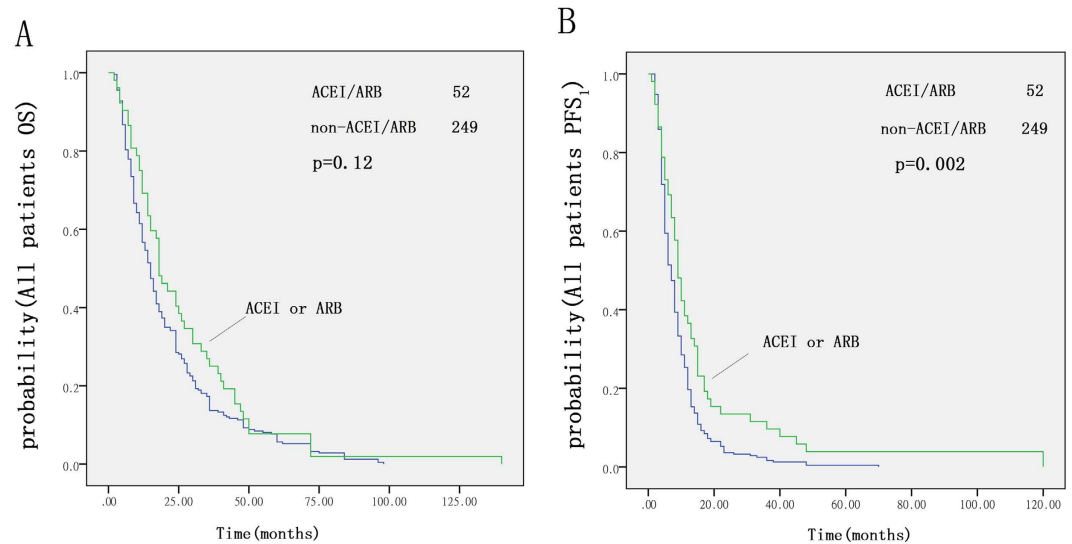 A
probability(All patients OS)
1.0
0.8
0.6
0.4
0.2
0.0
ACEI/ARB 52
non-ACEI/ARB 249
p=0.12
ACEI or ARB
.00 25.00 50.00 75.00 100.00 125.00
Time(months)
B
probability(All patients PFS₁)
1.0
0.8
0.6
0.4
0.2
0.0
ACEI/ARB 52
non-ACEI/ARB 249
p=0.002
ACEI or ARB
.00 20.00 40.00 60.00 80.00 100.00 120.00
Time(months)